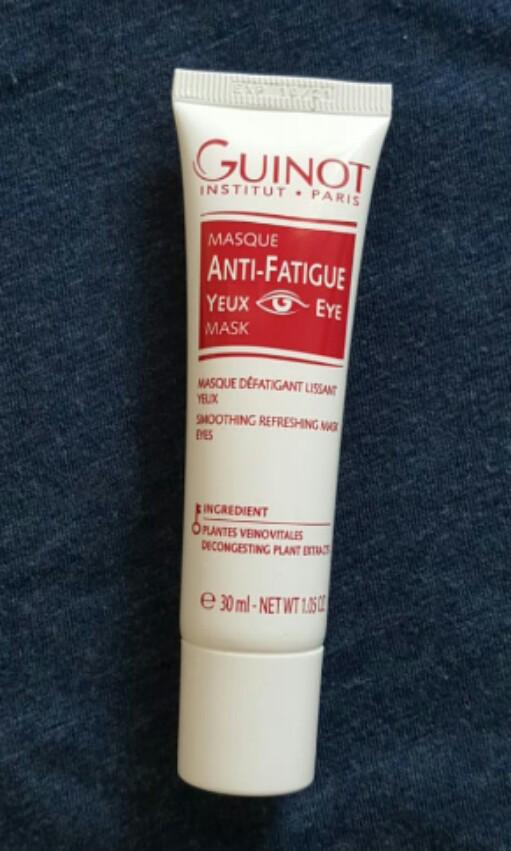 GUINOT
INSTITUT • PARIS
MASQUE
ANTI-FATIGUE
YEUX EYE
MASK
MASQUE DÉFATIGANT LISSANT
YEUX
SMOOTHING REFRESHING MASK
EYES
INGREDIENT
PLANTES VEINOVITALES
DECONGESTING PLANT EXTRACTS
e 30 ml - NET WT 1.05 OZ